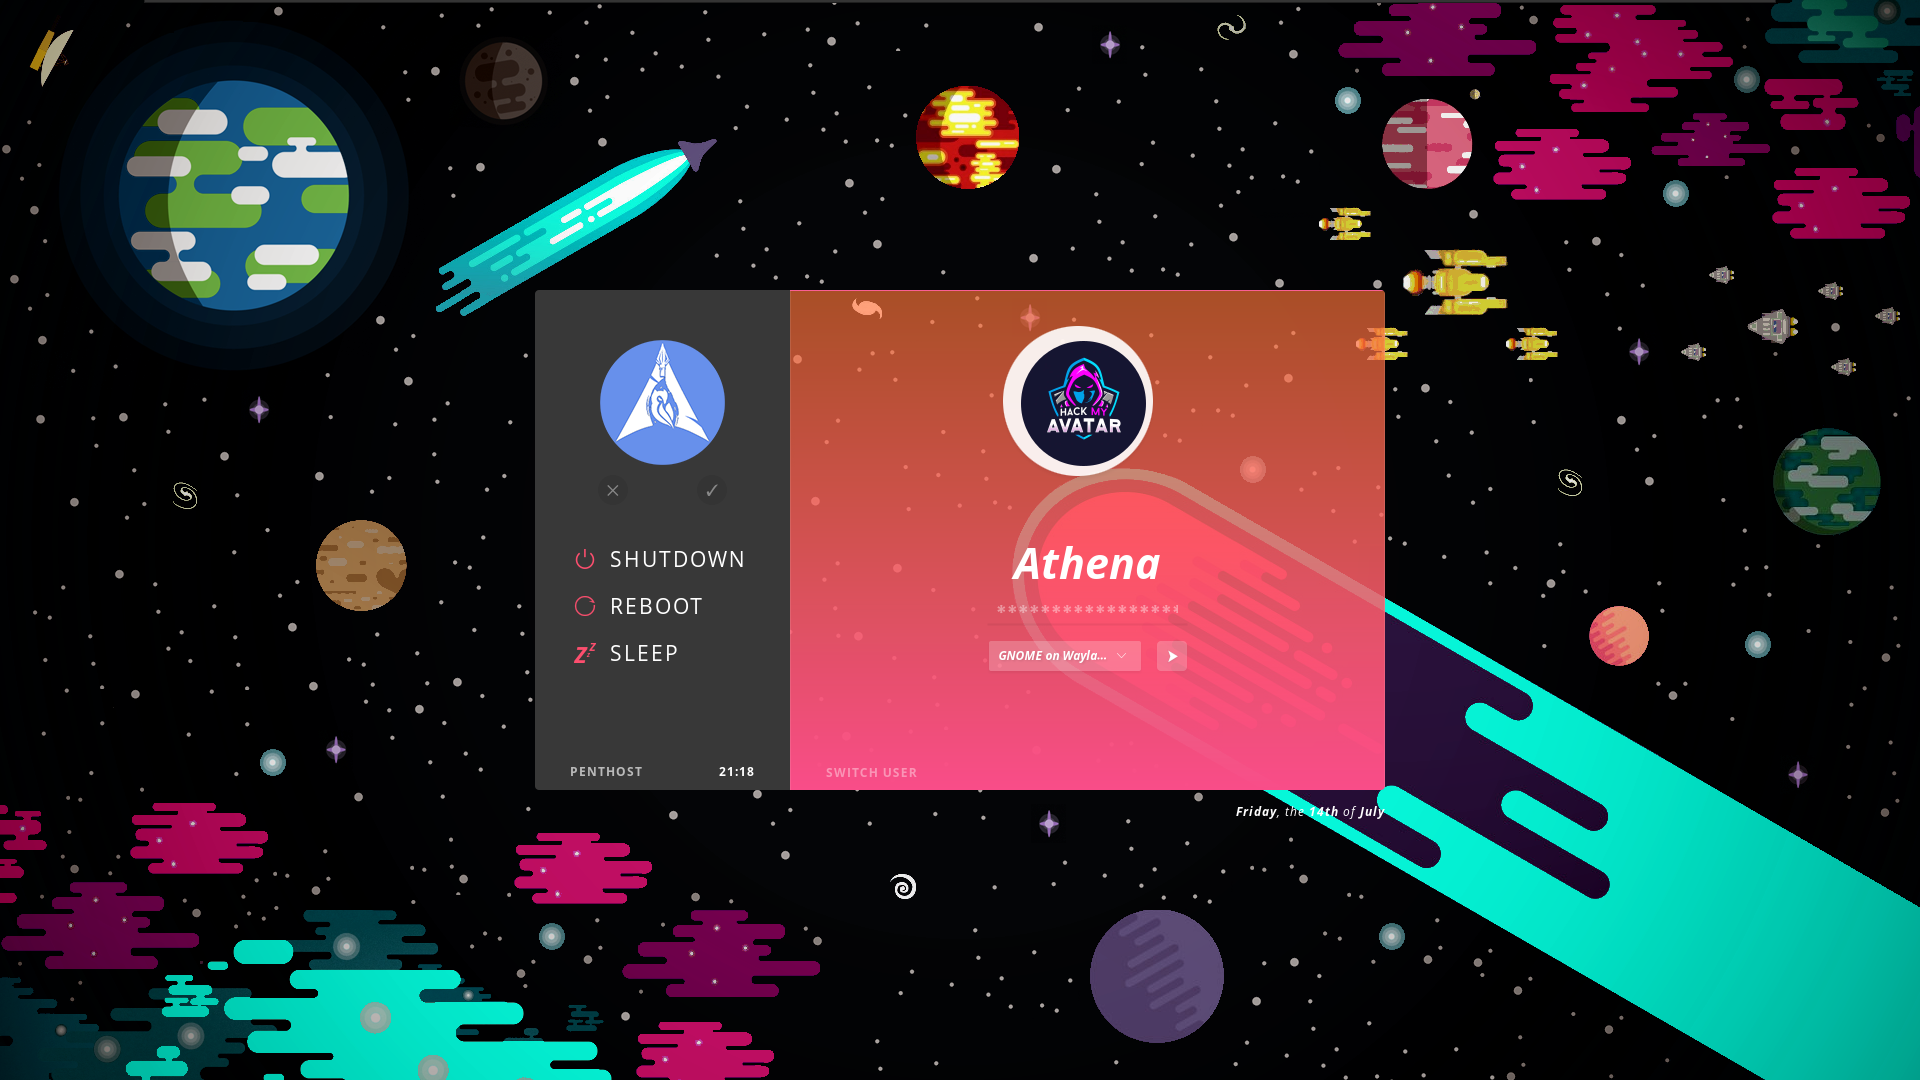 HACK MY
AVATAR
SHUTDOWN
REBOOT
SLEEP
PENTHOST
21:18
Athena
****************
GNOME on Wayla...
SWITCH USER
Friday, the 14th of July